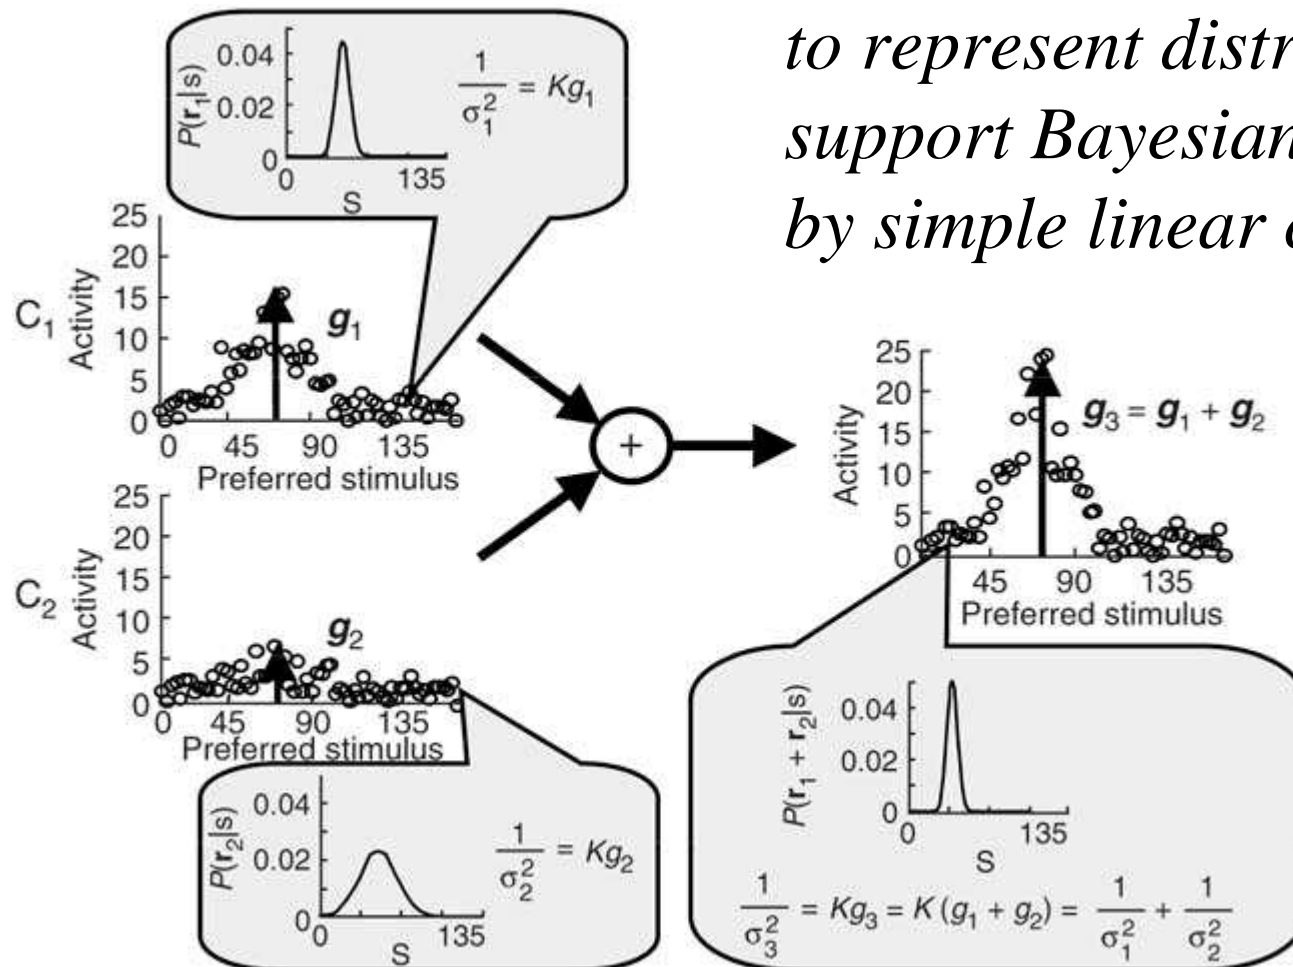 to represent distr
support Bayesian
by simple linear
0.04
0.02
0
P(r₁|s)
0 135
S
1/σ₁² = Kg₁
C₁
Activity
25
20
15
10
5
0
g₁
0 45 90 135
Preferred stimulus
C₂
Activity
25
20
15
10
5
0
g₂
0 45 90 135
Preferred stimulus
0.04
0.02
0
P(r₂|s)
0 135
S
1/σ₂² = Kg₂
+
Activity
25
20
15
10
5
0
g₃ = g₁ + g₂
45 90 135
Preferred stimulus
P(r₁ + r₂|s)
0.04
0.02
0
0 135
S
1/σ₃² = Kg₃ = K(g₁ + g₂) = 1/σ₁² + 1/σ₂²